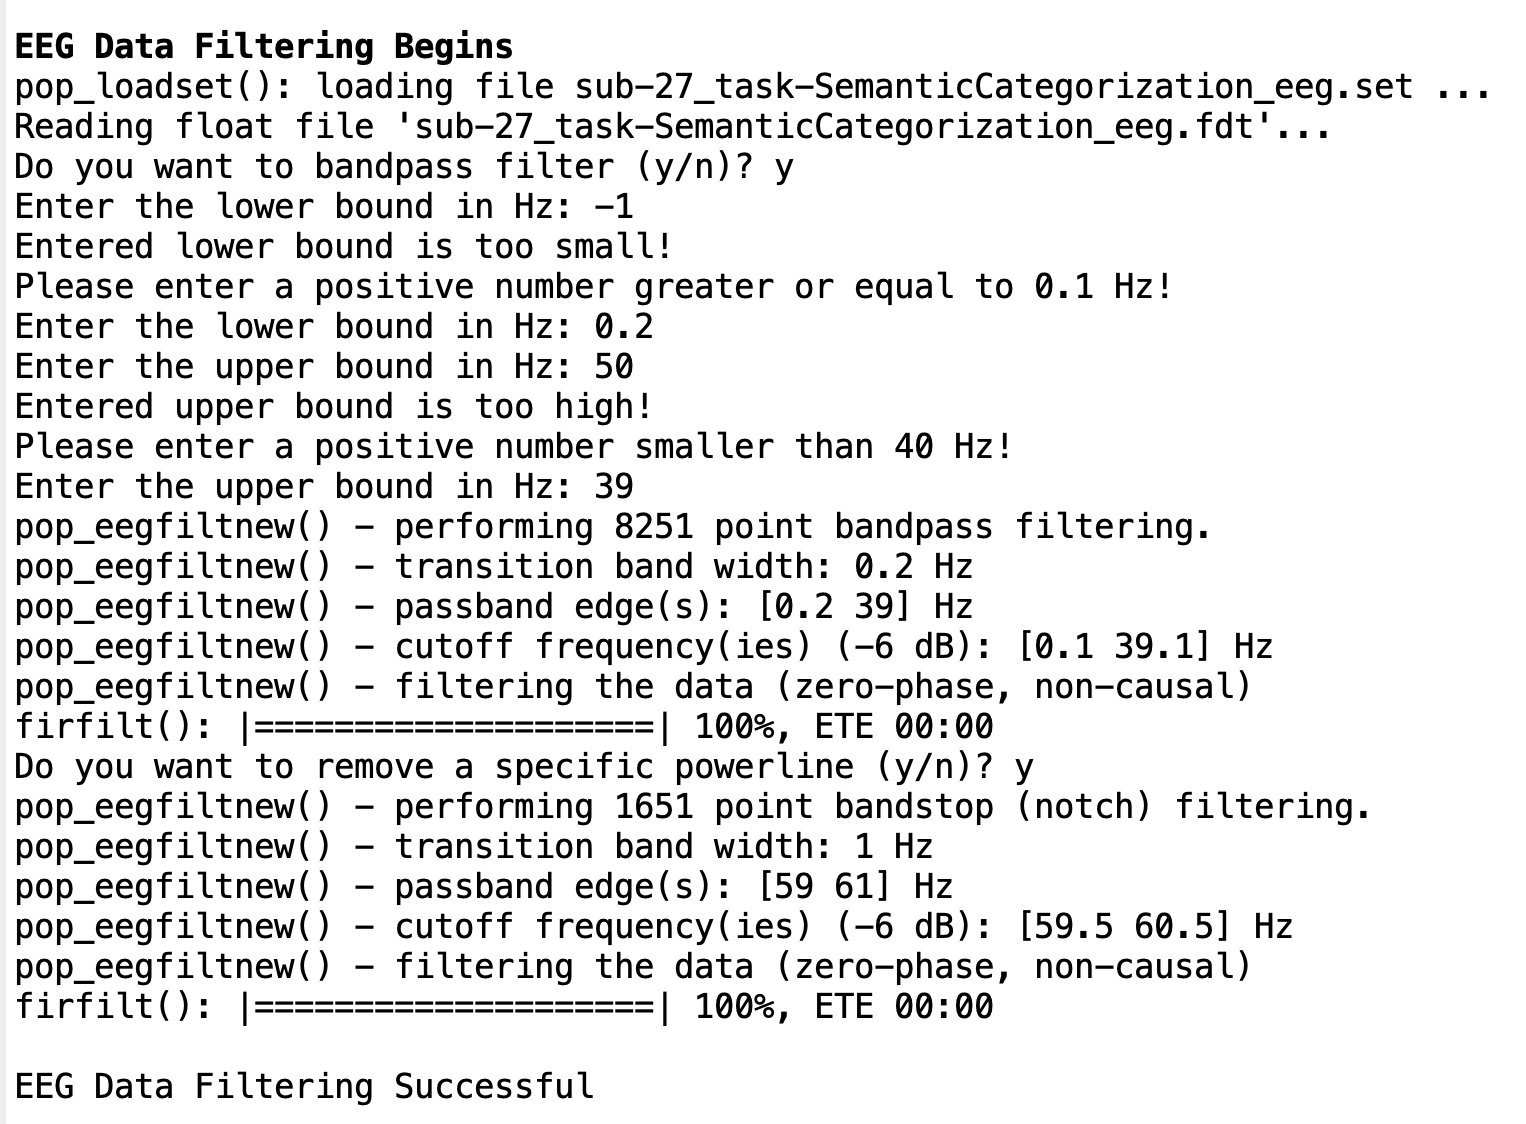 EEG Data Filtering Begins
pop_loadset(): loading file sub-27_task-SemanticCategorization_eeg.set ...
Reading float file 'sub-27_task-SemanticCategorization_eeg.fdt'...
Do you want to bandpass filter (y/n)? y
Enter the lower bound in Hz: -1
Entered lower bound is too small!
Please enter a positive number greater or equal to 0.1 Hz!
Enter the lower bound in Hz: 0.2
Enter the upper bound in Hz: 50
Entered upper bound is too high!
Please enter a positive number smaller than 40 Hz!
Enter the upper bound in Hz: 39
pop_eegfiltnew() - performing 8251 point bandpass filtering.
pop_eegfiltnew() - transition band width: 0.2 Hz
pop_eegfiltnew() - passband edge(s): [0.2 39] Hz
pop_eegfiltnew() - cutoff frequency(ies) (-6 dB): [0.1 39.1] Hz
pop_eegfiltnew() - filtering the data (zero-phase, non-causal)
firfilt(): |====================| 100%, ETE 00:00
Do you want to remove a specific powerline (y/n)? y
pop_eegfiltnew() - performing 1651 point bandstop (notch) filtering.
pop_eegfiltnew() - transition band width: 1 Hz
pop_eegfiltnew() - passband edge(s): [59 61] Hz
pop_eegfiltnew() - cutoff frequency(ies) (-6 dB): [59.5 60.5] Hz
pop_eegfiltnew() - filtering the data (zero-phase, non-causal)
firfilt(): |====================| 100%, ETE 00:00
EEG Data Filtering Successful